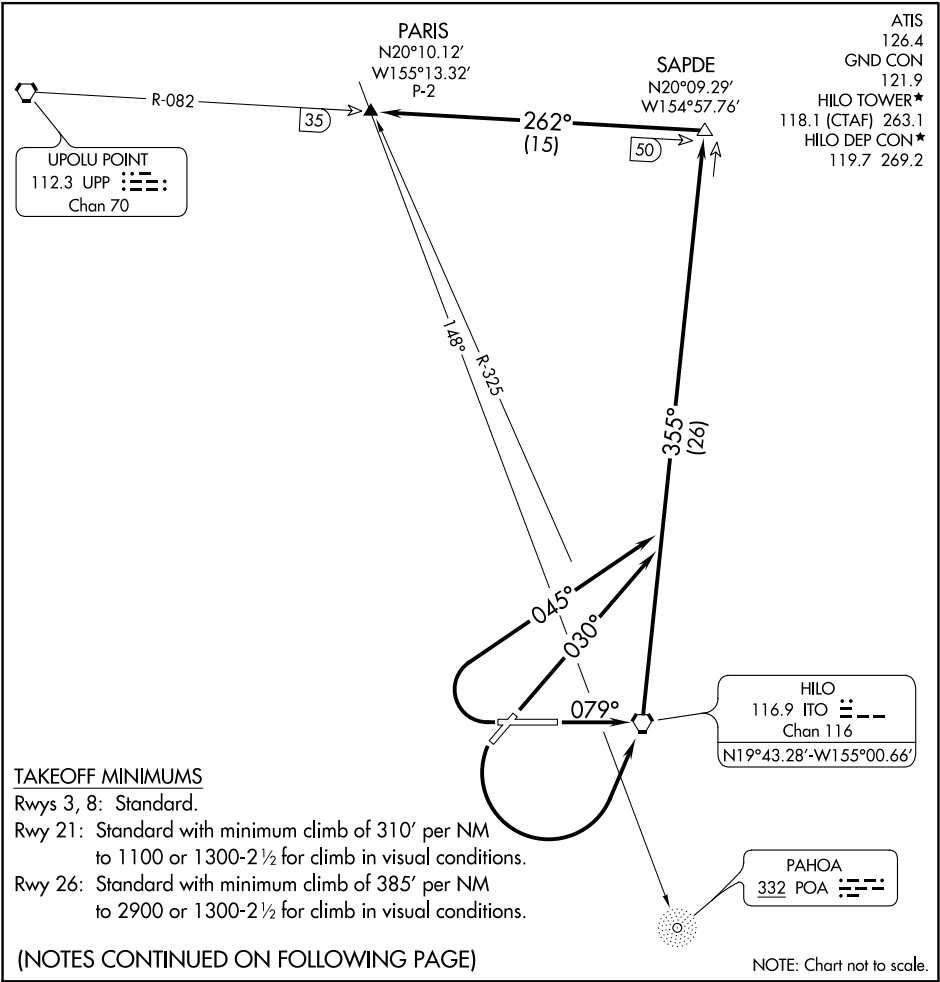 PARIS
N20°10.12′
W155°13.32′
P-2
SAPDE
N20°09.29′
W154°57.76′
ATIS
126.4
GND CON
121.9
HILO TOWER★
118.1 (CTAF) 263.1
HILO DEP CON★
119.7 269.2
R-082
35
262°
(15)
50
UPOLU POINT
112.3 UPP
Chan 70
148°
R-325
355°
(26)
045°
030°
079°
HILO
116.9 ITO
Chan 116
N19°43.28′-W155°00.66′
TAKEOFF MINIMUMS
Rwys 3, 8: Standard.
Rwy 21: Standard with minimum climb of 310′ per NM
to 1100 or 1300-2½ for climb in visual conditions.
Rwy 26: Standard with minimum climb of 385′ per NM
to 2900 or 1300-2½ for climb in visual conditions.
PAHOA
332 POA
(NOTES CONTINUED ON FOLLOWING PAGE)
NOTE: Chart not to scale.